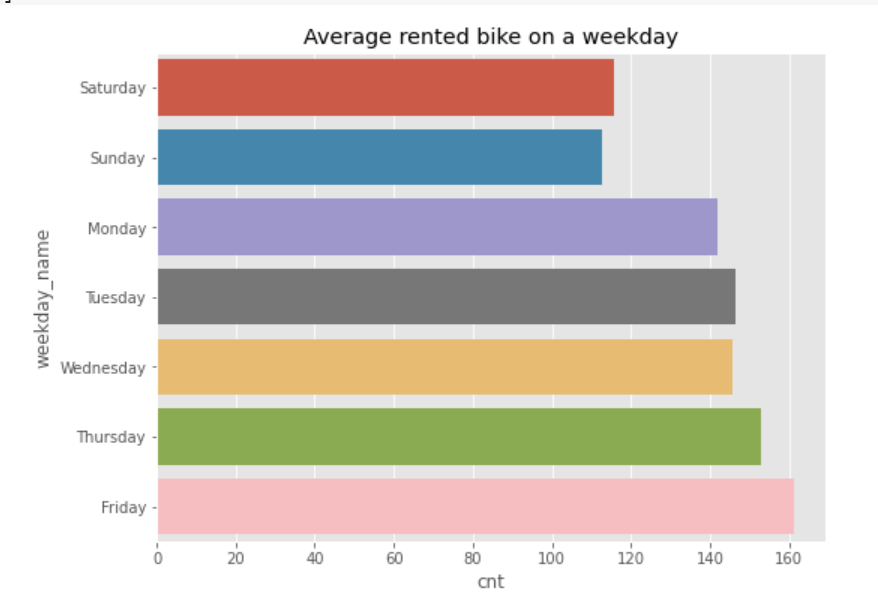 ]
Average rented bike on a weekday
Saturday
Sunday
Monday
Tuesday
Wednesday
Thursday
Friday
weekday_name
0 20 40 60 80 100 120 140 160
cnt